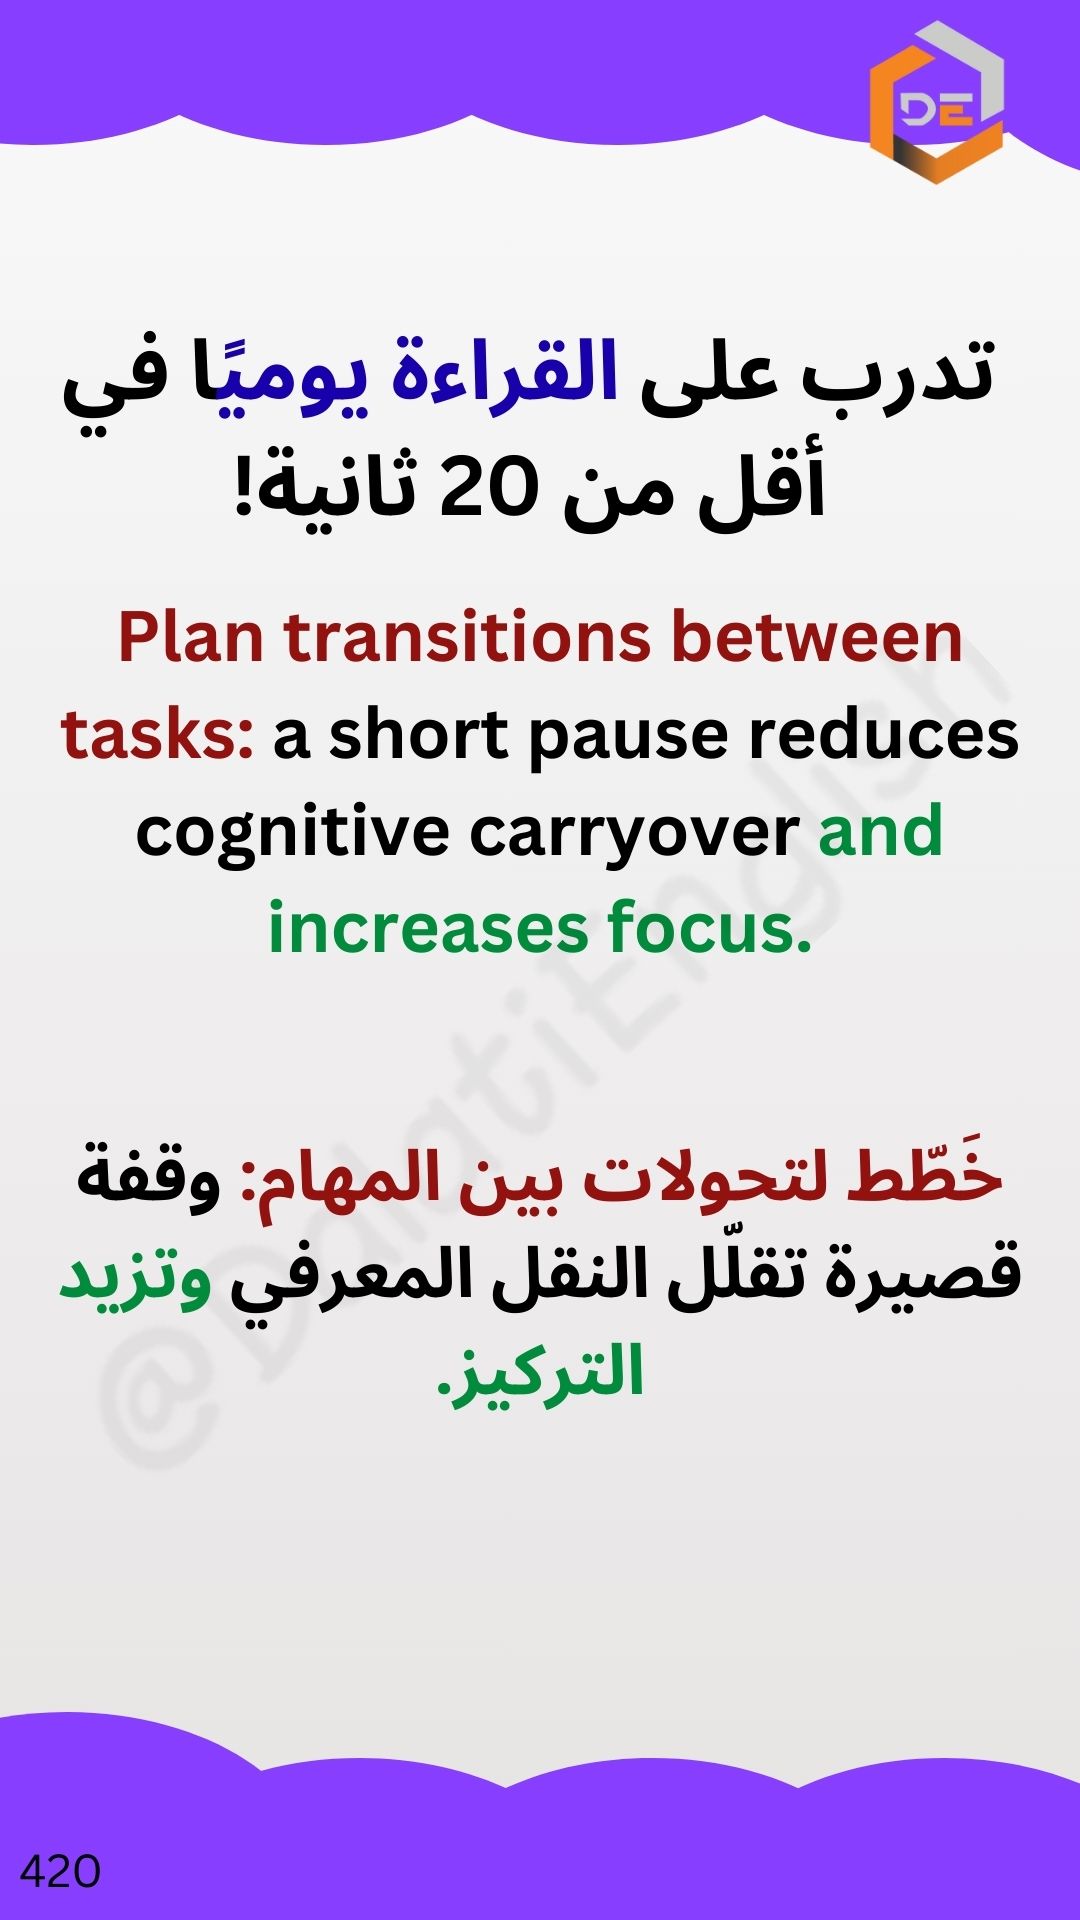 DE
تدرب على القراءة يوميًا في
أقل من 20 ثانية!
Plan transitions between
tasks: a short pause reduces
cognitive carryover and
increases focus.
خَطّط لتحولات بين المهام: وقفة
قصيرة تقلّل النقل المعرفي وتزيد
التركيز.
@DalatiEnglish
420